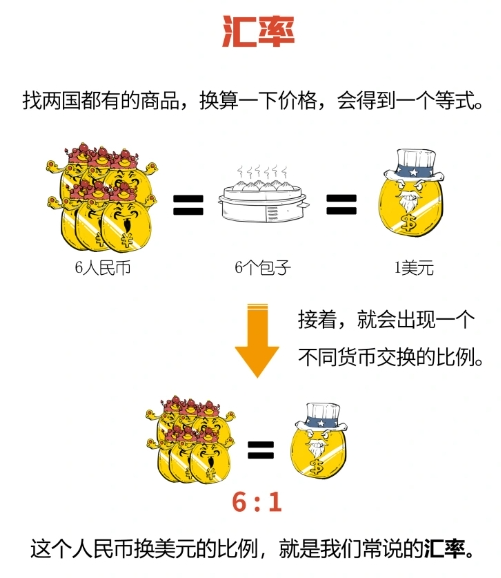 汇率
找两国都有的商品，换算一下价格，会得到一个等式。
6人民币 = 6个包子 = 1美元
接着，就会出现一个
不同货币交换的比例。
=
6:1
这个人民币换美元的比例，就是我们常说的汇率。